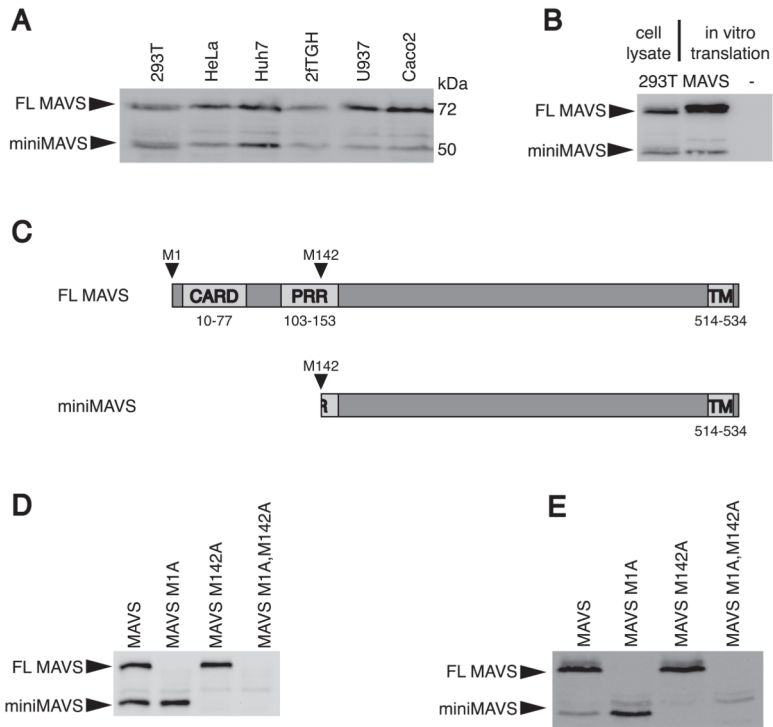 A
293T
HeLa
Huh7
2fTGH
U937
Caco2
kDa
FL MAVS
72
miniMAVS
50
B
cell lysate
in vitro translation
293T MAVS -
FL MAVS
miniMAVS
C
M1
M142
FL MAVS
CARD
PRR
TM
10-77
103-153
514-534
M142
miniMAVS
R
TM
514-534
D
MAVS
MAVS M1A
MAVS M142A
MAVS M1A,M142A
FL MAVS
miniMAVS
E
MAVS
MAVS M1A
MAVS M142A
MAVS M1A,M142A
FL MAVS
miniMAVS